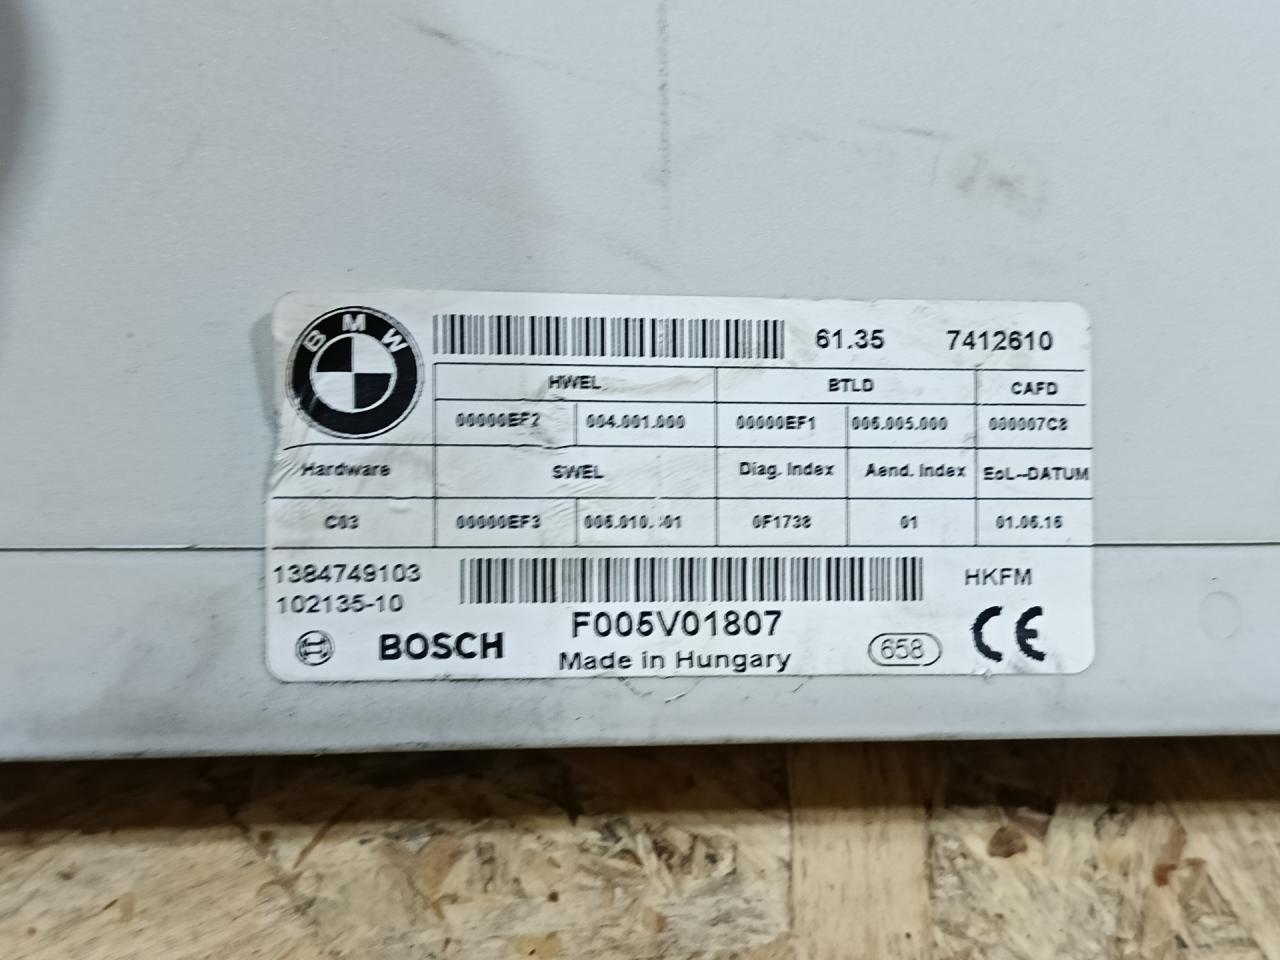 BMW
61.35 7412610
HWEL BTLD CAFD
00000EF2 004.001.000 00000EF1 006.005.000 000007C8
Hardware SWEL Diag. Index Aend. Index EoL--DATUM
C03 00000EF3 0F1738 01 01.06.16
1384749103
102135-10
HKFM
F005V01807
BOSCH
Made in Hungary
658
CE